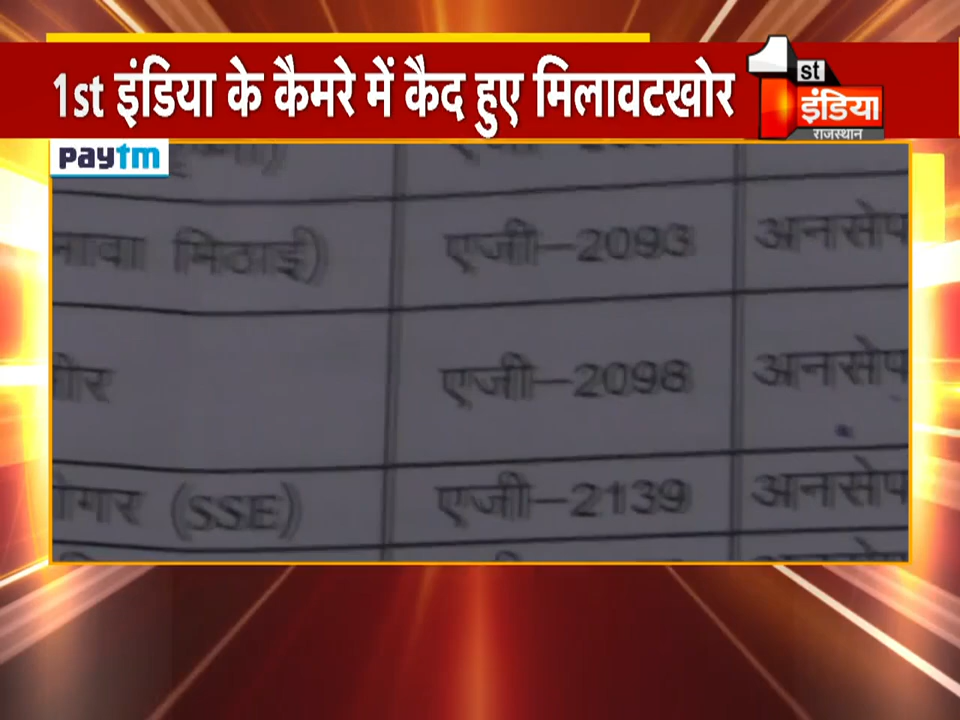 1st इंडिया के कैमरे में कैद हुए मिलावटखोर
1st
इंडिया
राजस्थान
paytm
मिठाई) एजी-2093 अनसेप
एजी-2098 अनसेप
(SSE) एजी-2139 अनसेप